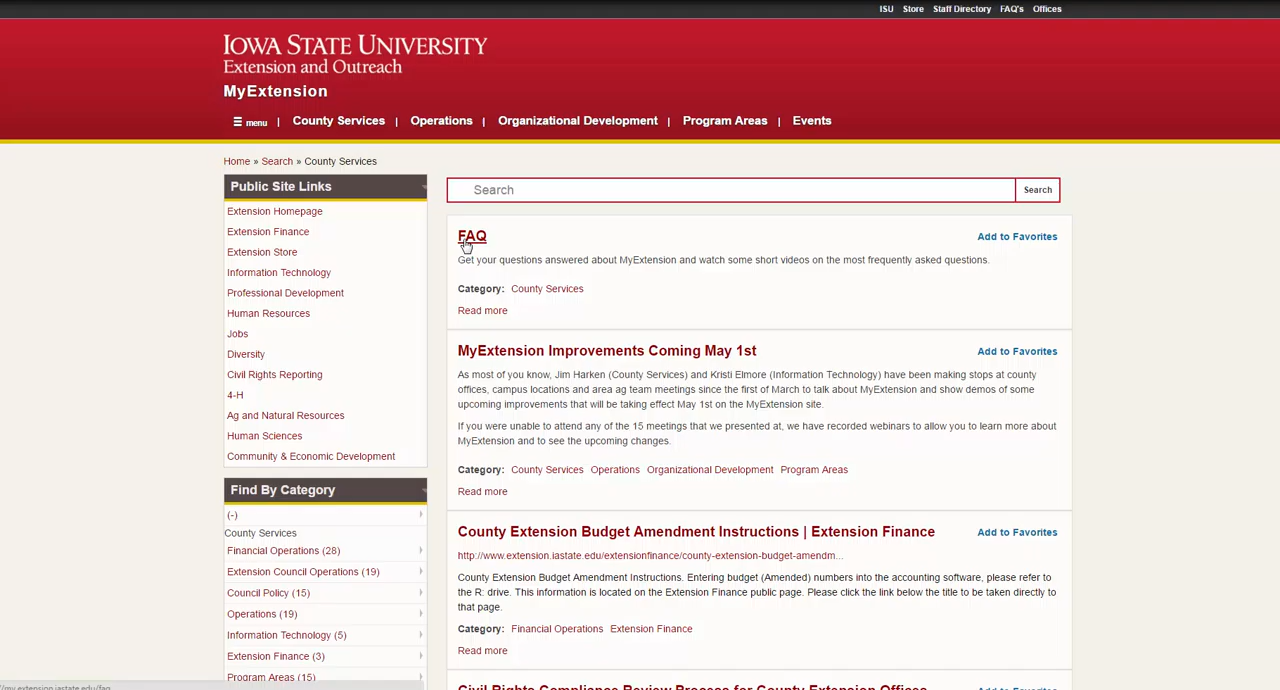 ISU Store Staff Directory FAQ's Offices
IOWA STATE UNIVERSITY
Extension and Outreach
MyExtension
☰ menu | County Services | Operations | Organizational Development | Program Areas | Events
Home » Search » County Services
Public Site Links
Extension Homepage
Extension Finance
Extension Store
Information Technology
Professional Development
Human Resources
Jobs
Diversity
Civil Rights Reporting
4-H
Ag and Natural Resources
Human Sciences
Community & Economic Development
Find By Category
(-)
County Services
Financial Operations (28)
Extension Council Operations (19)
Council Policy (15)
Operations (19)
Information Technology (5)
Extension Finance (3)
Program Areas (15)
Search Search
FAQ Add to Favorites
Get your questions answered about MyExtension and watch some short videos on the most frequently asked questions.
Category: County Services
Read more
MyExtension Improvements Coming May 1st Add to Favorites
As most of you know, Jim Harken (County Services) and Kristi Elmore (Information Technology) have been making stops at county
offices, campus locations and area ag team meetings since the first of March to talk about MyExtension and show demos of some
upcoming improvements that will be taking effect May 1st on the MyExtension site.
If you were unable to attend any of the 15 meetings that we presented at, we have recorded webinars to allow you to learn more about
MyExtension and to see the upcoming changes.
Category: County Services Operations Organizational Development Program Areas
Read more
County Extension Budget Amendment Instructions | Extension Finance Add to Favorites
http://www.extension.iastate.edu/extensionfinance/county-extension-budget-amendm...
County Extension Budget Amendment Instructions. Entering budget (Amended) numbers into the accounting software, please refer to
the R: drive. This information is located on the Extension Finance public page. Please click the link below the title to be taken directly to
that page.
Category: Financial Operations Extension Finance
Read more
Civil Rights Compliance Review Process for County Extension Offices Add to Favorites
//my.extension.iastate.edu/faq